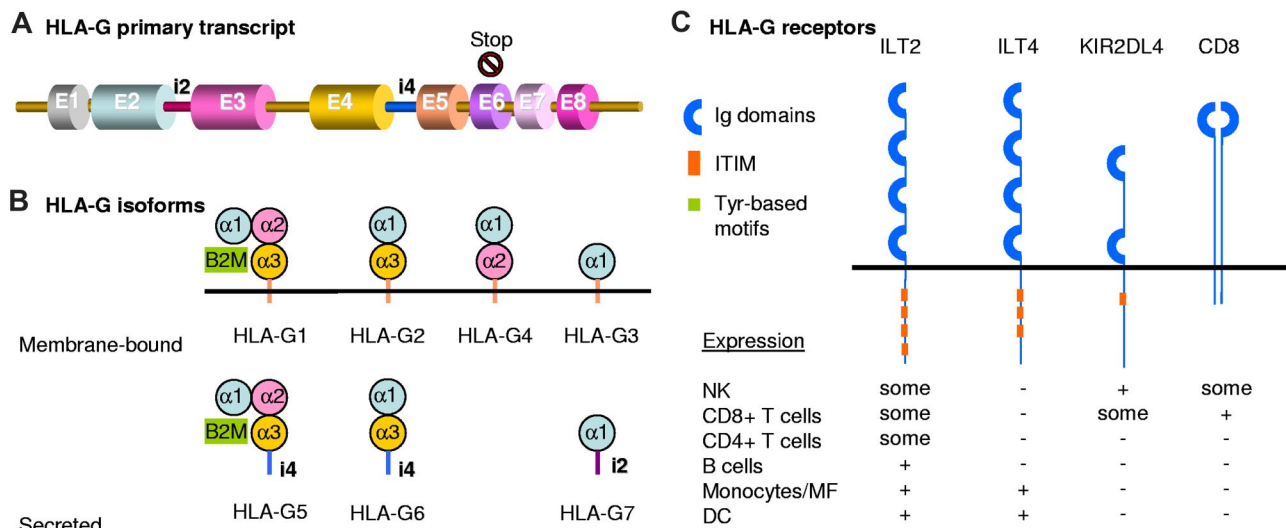 A HLA-G primary transcript
Stop
E1 E2 i2 E3 E4 i4 E5 E6 E7 E8
B HLA-G isoforms
α1 α2 α1 α1
B2M α3 α3 α2 α1
HLA-G1 HLA-G2 HLA-G4 HLA-G3
Membrane-bound
α1 α2 α1
B2M α3 α3 α1
i4 i4 i2
HLA-G5 HLA-G6 HLA-G7
Secreted
C HLA-G receptors
ILT2 ILT4 KIR2DL4 CD8
Ig domains
ITIM
Tyr-based
motifs
Expression
NK some - + some
CD8+ T cells some - some +
CD4+ T cells some - - -
B cells + - - -
Monocytes/MF + + - -
DC + + - -